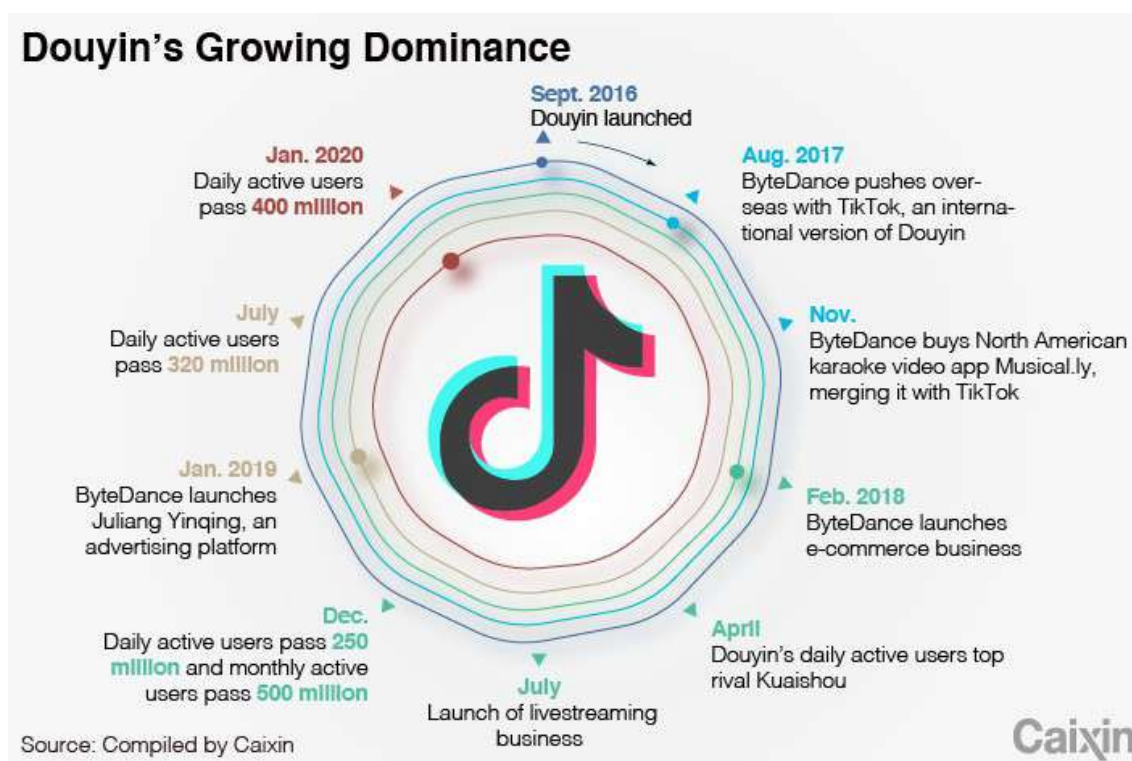 Douyin’s Growing Dominance
Sept. 2016
Douyin launched
Aug. 2017
ByteDance pushes over-
seas with TikTok, an interna-
tional version of Douyin
Nov.
ByteDance buys North American
karaoke video app Musical.ly,
merging it with TikTok
Feb. 2018
ByteDance launches
e-commerce business
April
Douyin’s daily active users top
rival Kuaishou
July
Launch of livestreaming
business
Dec.
Daily active users pass 250
million and monthly active
users pass 500 million
Jan. 2019
ByteDance launches
Juliang Yinqing, an
advertising platform
July
Daily active users
pass 320 million
Jan. 2020
Daily active users
pass 400 million
Source: Compiled by Caixin
Caixin